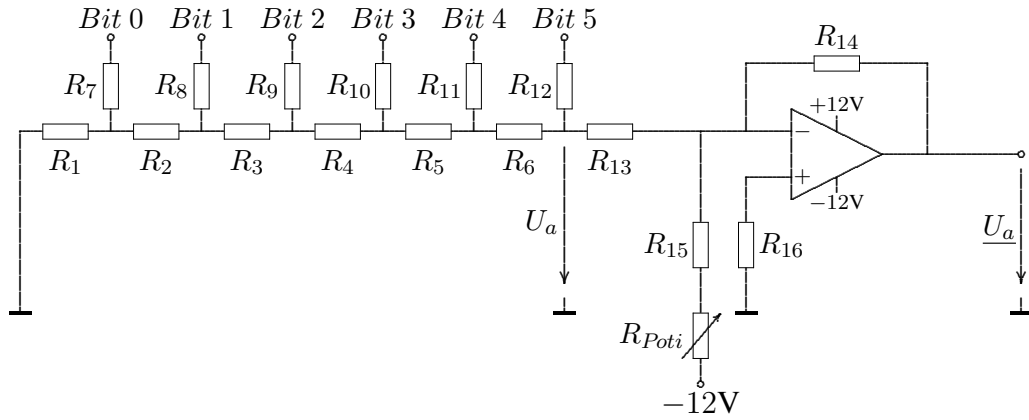 Bit 0 Bit 1 Bit 2 Bit 3 Bit 4 Bit 5
R14
R7 R8 R9 R10 R11 R12
+12V
−
R1 R2 R3 R4 R5 R6 R13
+
−12V
Ua R15 R16 Ua
RPoti
−12V